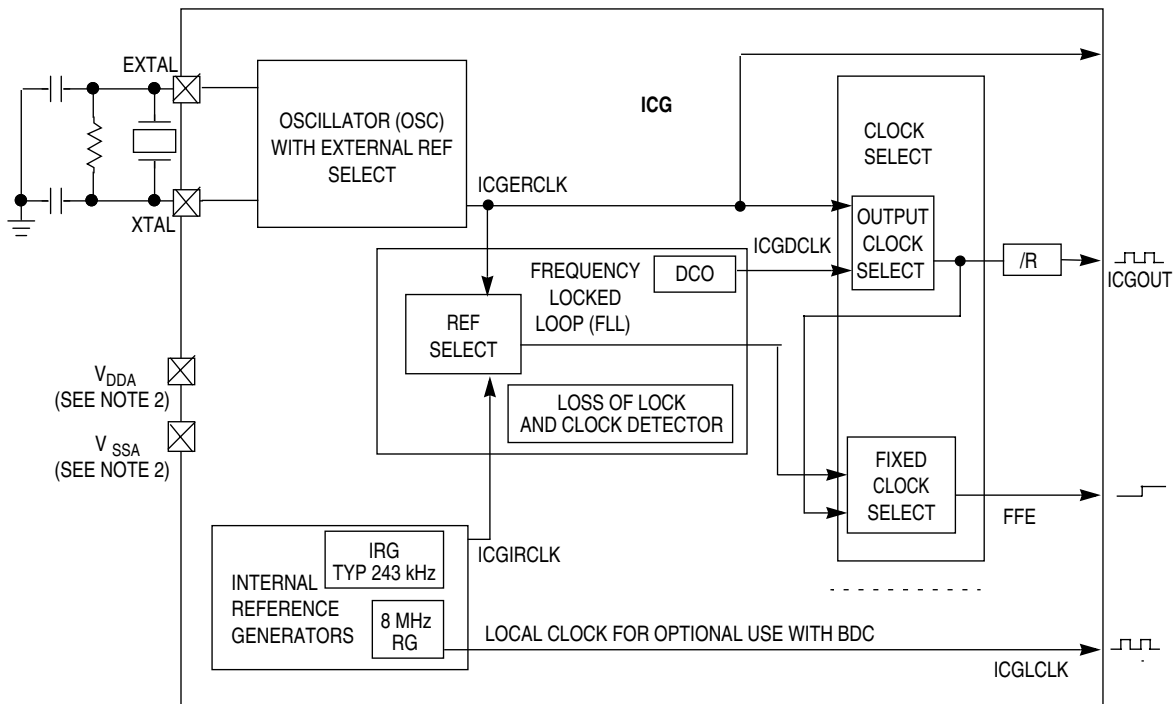 EXTAL
XTAL
OSCILLATOR (OSC)
WITH EXTERNAL REF
SELECT
ICG
CLOCK
SELECT
ICGERCLK
OUTPUT
CLOCK
SELECT
ICGDCLK
/R
ICGOUT
FREQUENCY
LOCKED
LOOP (FLL)
DCO
REF
SELECT
LOSS OF LOCK
AND CLOCK DETECTOR
VDDA
(SEE NOTE 2)
V SSA
(SEE NOTE 2)
FIXED
CLOCK
SELECT
FFE
ICGIRCLK
IRG
TYP 243 kHz
INTERNAL
REFERENCE
GENERATORS
8 MHz
RG
LOCAL CLOCK FOR OPTIONAL USE WITH BDC
ICGLCLK